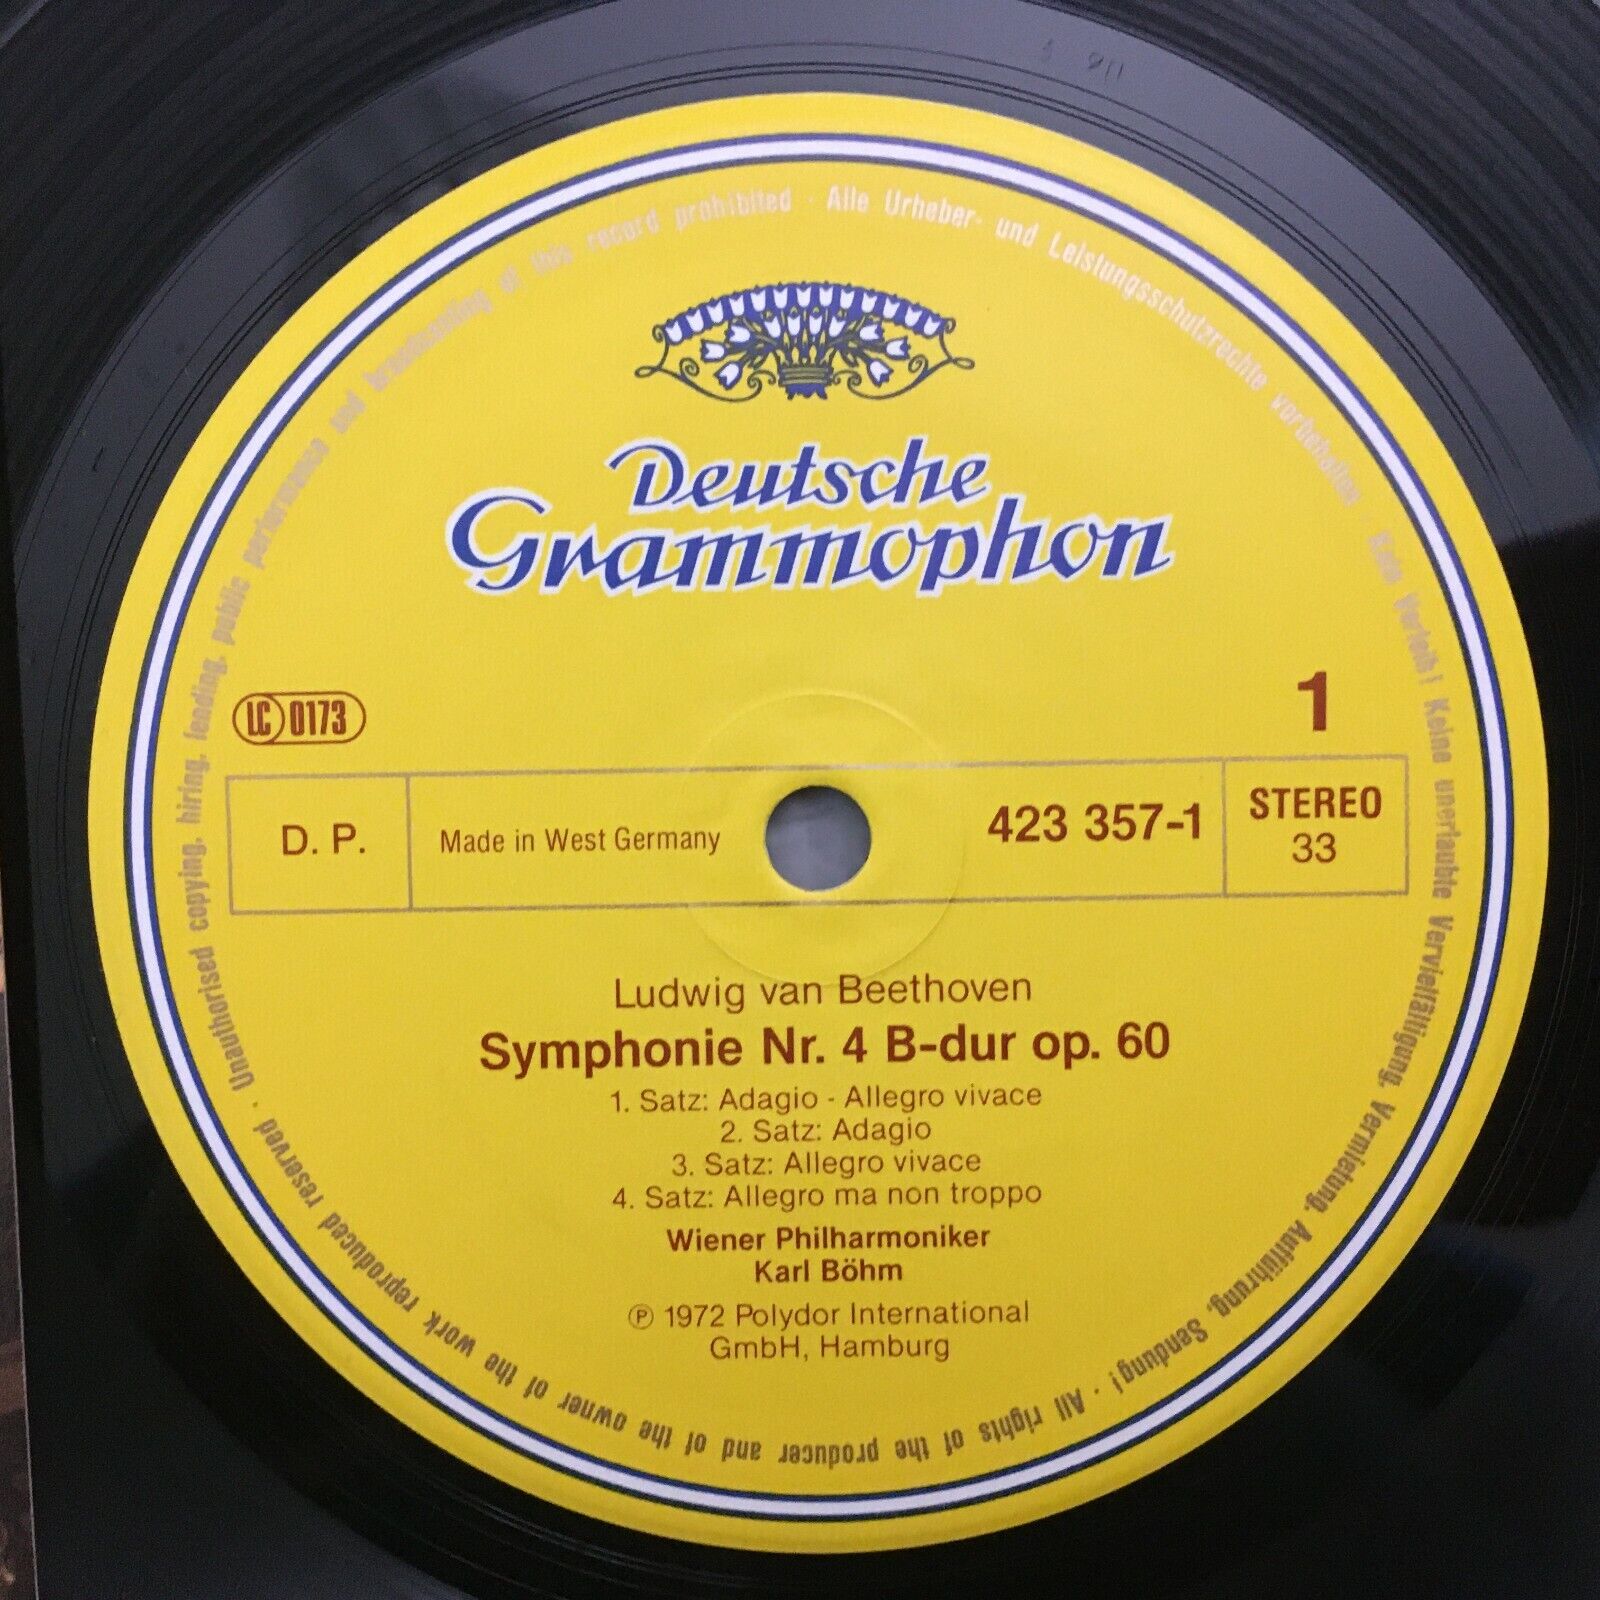 Deutsche
Grammophon
LC 0173
1
D. P.
Made in West Germany
423 357-1
STEREO
33
Ludwig van Beethoven
Symphonie Nr. 4 B-dur op. 60
1. Satz: Adagio - Allegro vivace
2. Satz: Adagio
3. Satz: Allegro vivace
4. Satz: Allegro ma non troppo
Wiener Philharmoniker
Karl Böhm
℗ 1972 Polydor International
GmbH, Hamburg
Alle Urheber- und Leistungsschutzrechte vorbehalten · Kein Verleih! Keine unerlaubte Vervielfältigung, Vermietung, Aufführung, Sendung! · All rights of the producer and of the owner of the work reproduced reserved · Unauthorised copying, hiring, lending, public performance and broadcasting of this record prohibited ·